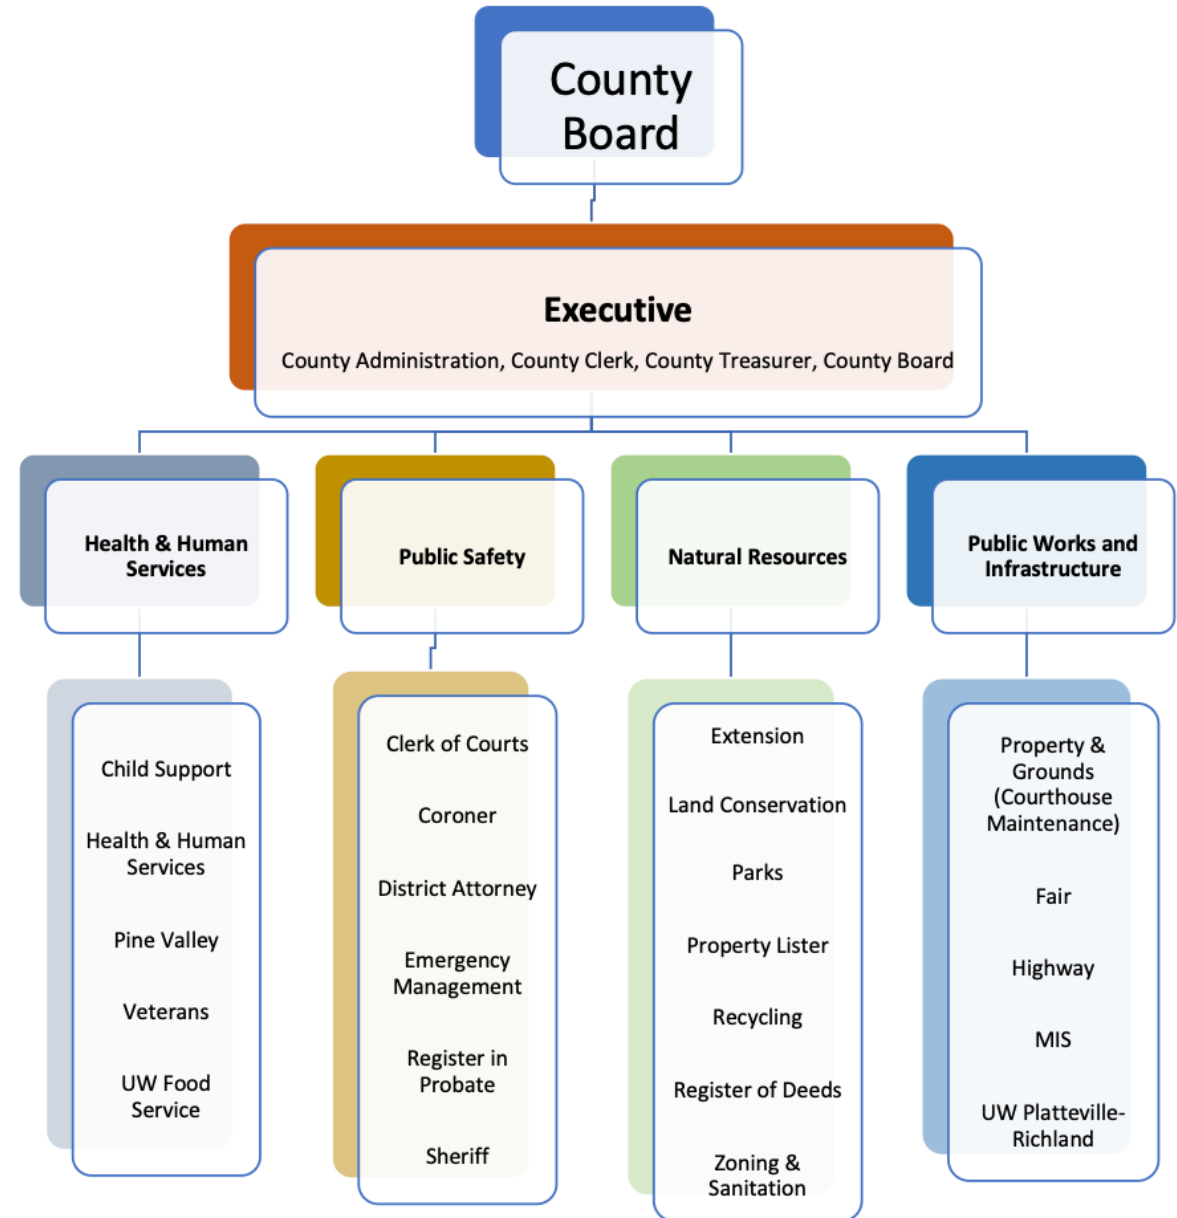 County
Board
Executive
County Administration, County Clerk, County Treasurer, County Board
Health & Human
Services
Public Safety
Natural Resources
Public Works and
Infrastructure
Child Support
Health & Human
Services
Pine Valley
Veterans
UW Food
Service
Clerk of Courts
Coroner
District Attorney
Emergency
Management
Register in
Probate
Sheriff
Extension
Land Conservation
Parks
Property Lister
Recycling
Register of Deeds
Zoning &
Sanitation
Property &
Grounds
(Courthouse
Maintenance)
Fair
Highway
MIS
UW Platteville-
Richland